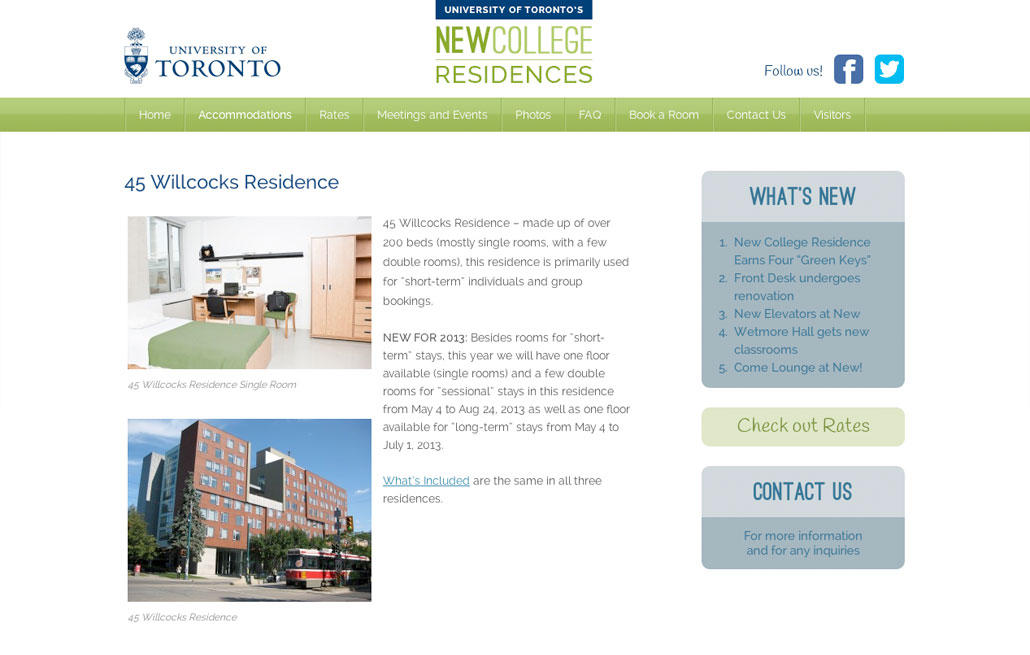 UNIVERSITY OF TORONTO'S
NEWCOLLEGE
RESIDENCES
UNIVERSITY OF
TORONTO
Follow us!
Home
Accommodations
Rates
Meetings and Events
Photos
FAQ
Book a Room
Contact Us
Visitors
45 Willcocks Residence
45 Willcocks Residence – made up of over
200 beds (mostly single rooms, with a few
double rooms), this residence is primarily used
for "short-term" individuals and group
bookings.
NEW FOR 2013: Besides rooms for "short-
term" stays, this year we will have one floor
available (single rooms) and a few double
rooms for "sessional" stays in this residence
from May 4 to Aug 24, 2013 as well as one floor
available for "long-term" stays from May 4 to
July 1, 2013.
What's Included are the same in all three
residences.
45 Willcocks Residence Single Room
45 Willcocks Residence
WHAT'S NEW
1. New College Residence
Earns Four "Green Keys"
2. Front Desk undergoes
renovation
3. New Elevators at New
4. Wetmore Hall gets new
classrooms
5. Come Lounge at New!
Check out Rates
CONTACT US
For more information
and for any inquiries